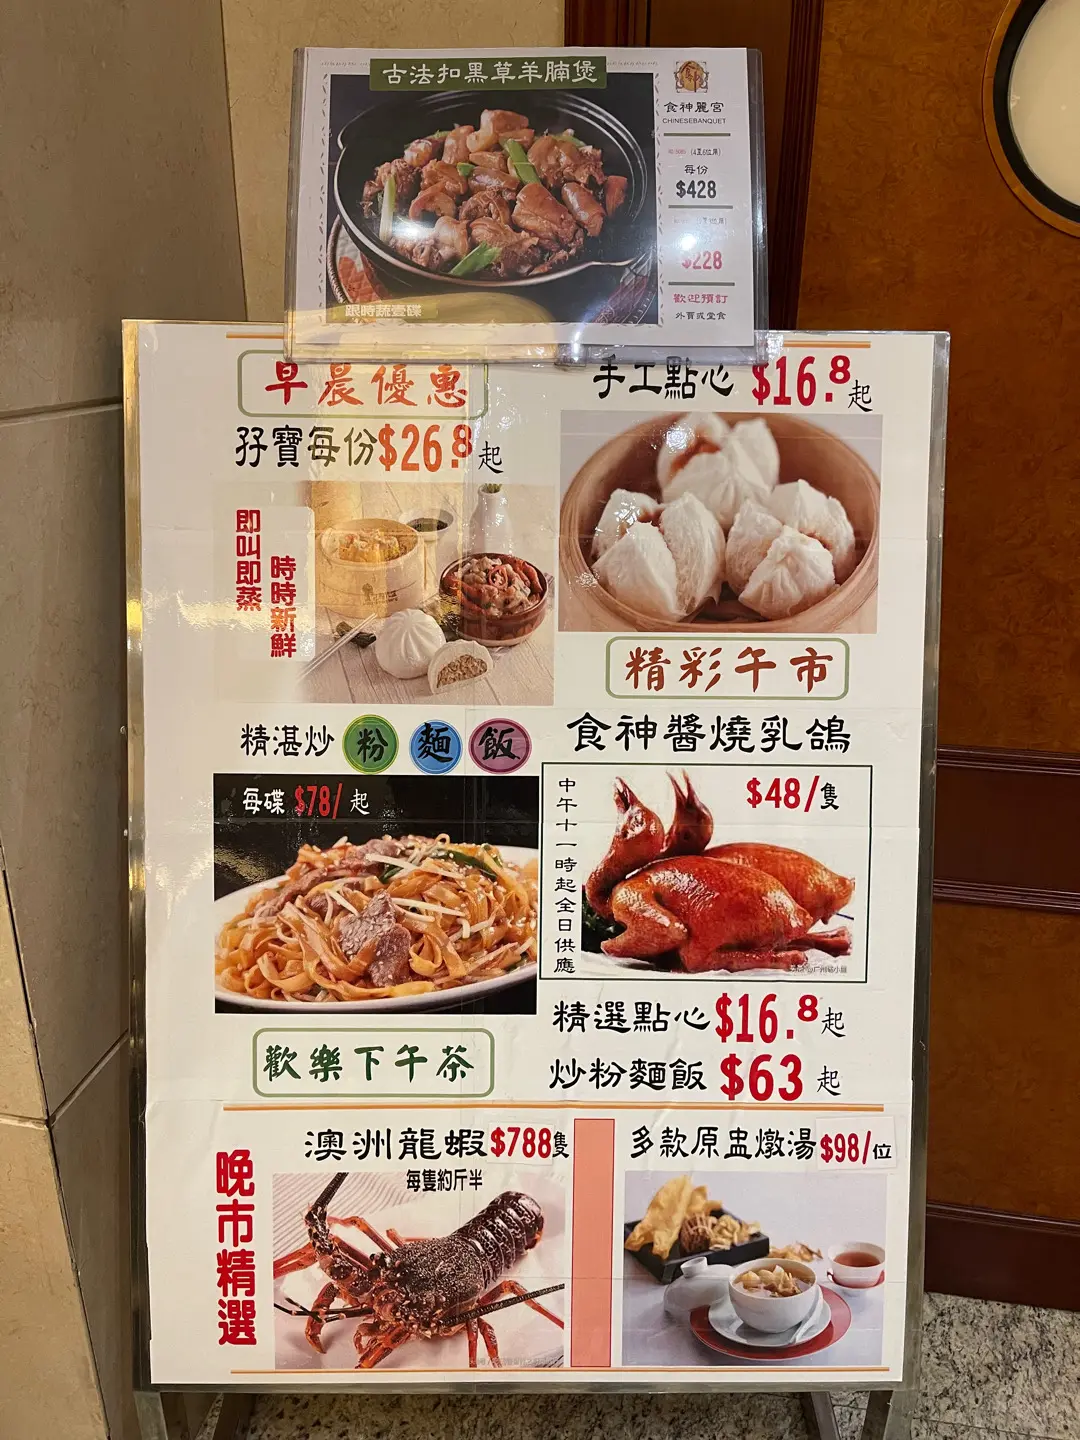 古法扣黑草羊腩煲
食神麗宮
CHINESEBANQUET
每份
$428
$228
歡迎預訂
外賣或堂食
跟時蔬壹碟
早晨優惠
孖寶每份$26.8起
即叫即蒸
時時新鮮
手工點心 $16.8起
精彩午市
精湛炒 粉 麵 飯
每碟 $78/起
食神醬燒乳鴿
$48/隻
中午十一時起全日供應
精選點心$16.8起
炒粉麵飯 $63 起
歡樂下午茶
晚市精選
澳洲龍蝦$788隻
每隻約斤半
多款原盅燉湯$98/位